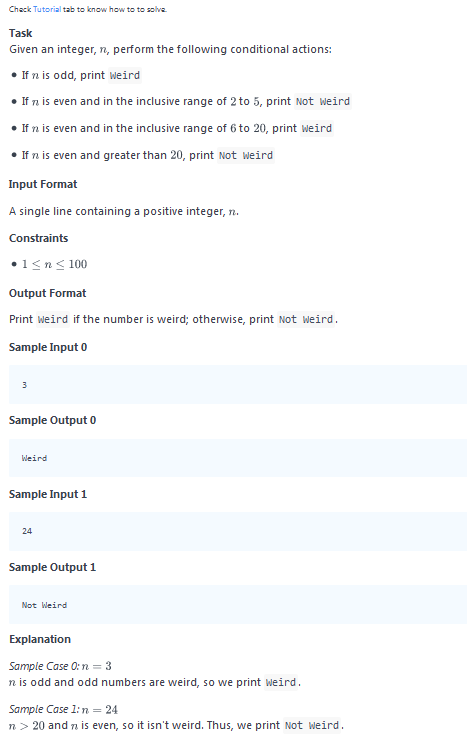 Check Tutorial tab to know how to to solve.
Task
Given an integer, n, perform the following conditional actions:
• If n is odd, print Weird
• If n is even and in the inclusive range of 2 to 5, print Not Weird
• If n is even and in the inclusive range of 6 to 20, print Weird
• If n is even and greater than 20, print Not Weird
Input Format
A single line containing a positive integer, n.
Constraints
• 1 ≤ n ≤ 100
Output Format
Print Weird if the number is weird; otherwise, print Not Weird.
Sample Input 0
3
Sample Output 0
Weird
Sample Input 1
24
Sample Output 1
Not Weird
Explanation
Sample Case 0: n = 3
n is odd and odd numbers are weird, so we print Weird.
Sample Case 1: n = 24
n > 20 and n is even, so it isn't weird. Thus, we print Not Weird.